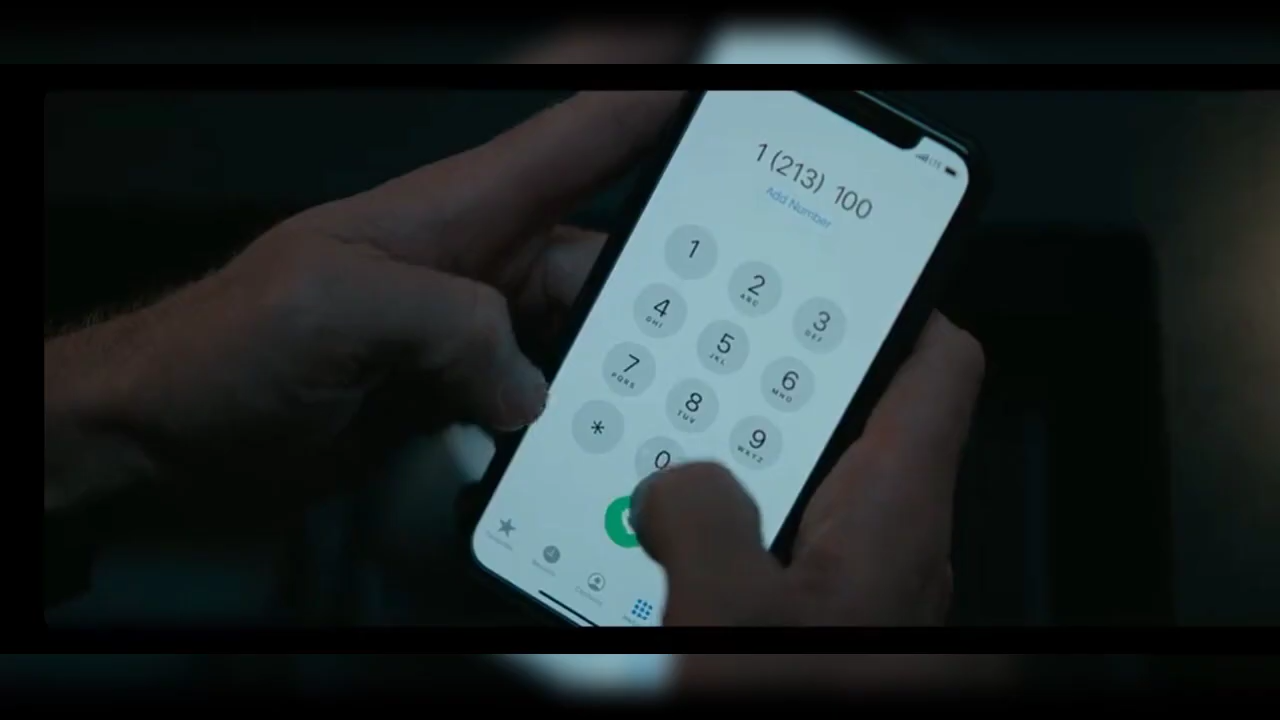 LTE
1 (213) 100
Add Number
1
2
ABC
3
DEF
4
GHI
5
JKL
6
MNO
7
PQRS
8
TUV
9
WXYZ
*
0